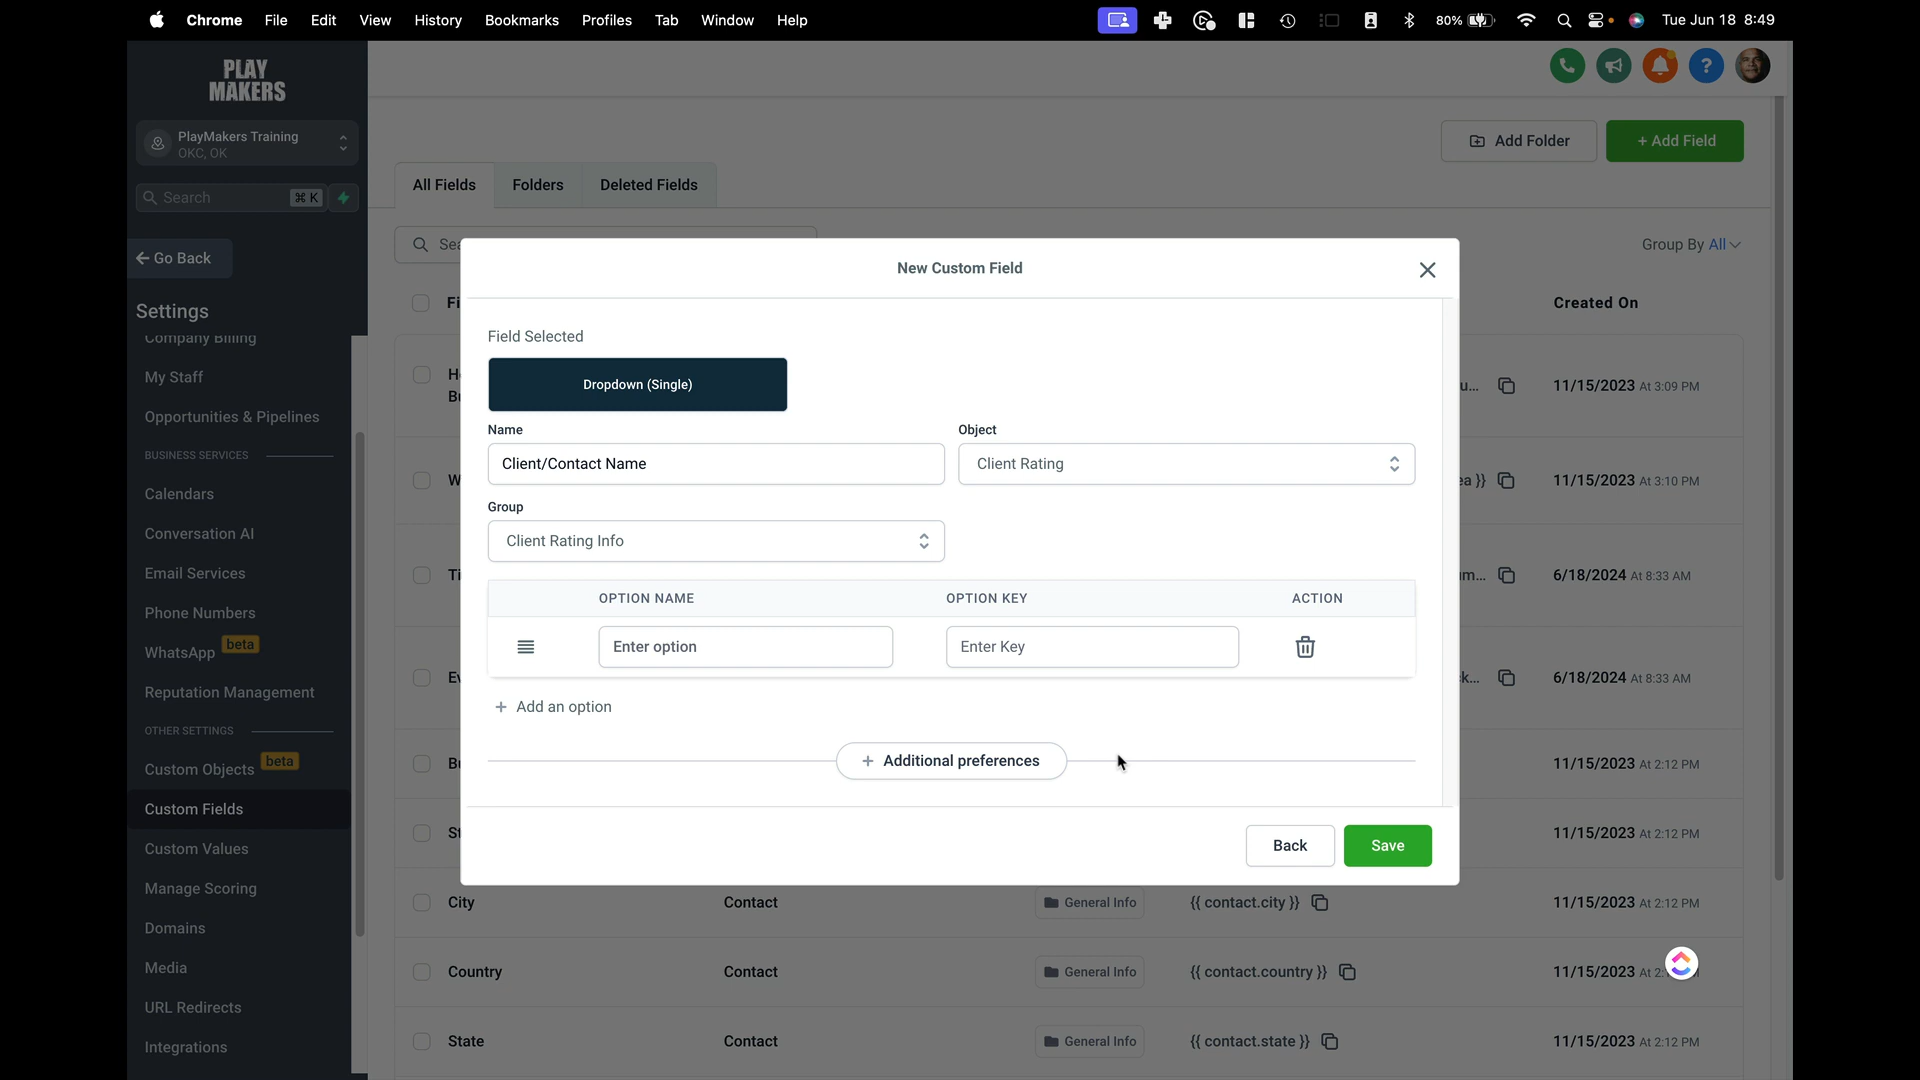 Chrome File Edit View History Bookmarks Profiles Tab Window Help 80% Tue Jun 18 8:49
PLAY
MAKERS
PlayMakers Training
OKC, OK
Search ⌘ K
← Go Back
Settings
Company Billing
My Staff
Opportunities & Pipelines
BUSINESS SERVICES
Calendars
Conversation AI
Email Services
Phone Numbers
WhatsApp beta
Reputation Management
OTHER SETTINGS
Custom Objects beta
Custom Fields
Custom Values
Manage Scoring
Domains
Media
URL Redirects
Integrations
Add Folder + Add Field
All Fields Folders Deleted Fields
Group By All
Created On
11/15/2023 At 3:09 PM
ea }} 11/15/2023 At 3:10 PM
6/18/2024 At 8:33 AM
6/18/2024 At 8:33 AM
11/15/2023 At 2:12 PM
11/15/2023 At 2:12 PM
New Custom Field
Field Selected
Dropdown (Single)
Name Object
Client/Contact Name Client Rating
Group
Client Rating Info
OPTION NAME OPTION KEY ACTION
Enter option Enter Key
+ Add an option
+ Additional preferences
Back Save
City Contact General Info {{ contact.city }} 11/15/2023 At 2:12 PM
Country Contact General Info {{ contact.country }} 11/15/2023 At 2:
State Contact General Info {{ contact.state }} 11/15/2023 At 2:12 PM